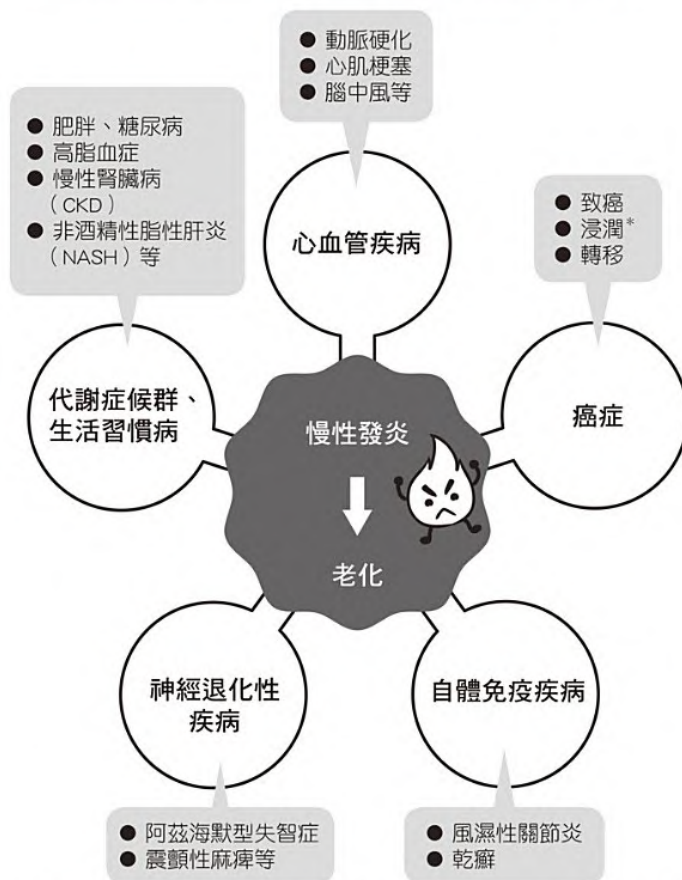 ● 動脈硬化
● 心肌梗塞
● 腦中風等
心血管疾病
● 肥胖、糖尿病
● 高脂血症
● 慢性腎臟病
（CKD）
● 非酒精性脂性肝炎
（NASH）等
代謝症候群、
生活習慣病
● 致癌
● 浸潤*
● 轉移
癌症
慢性發炎
老化
神經退化性
疾病
● 阿茲海默型失智症
● 震顫性麻痺等
自體免疫疾病
● 風濕性關節炎
● 乾癬